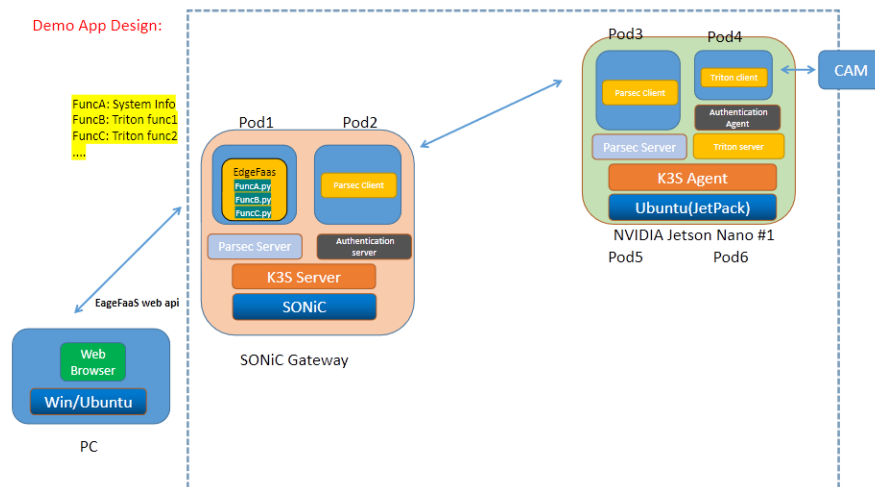 Demo App Design:
FuncA: System Info
FuncB: Triton func1
FuncC: Triton func2
....
Pod1
Pod2
EdgeFaas
FuncA.py
FuncB.py
FuncC.py
Parsec Client
Parsec Server
Authentication
server
K3S Server
SONiC
SONiC Gateway
EageFaaS web api
Web
Browser
Win/Ubuntu
PC
Pod3
Pod4
Parsec Client
Triton client
CAM
Authentication
Agent
Parsec Server
Triton server
K3S Agent
Ubuntu(JetPack)
NVIDIA Jetson Nano #1
Pod5
Pod6